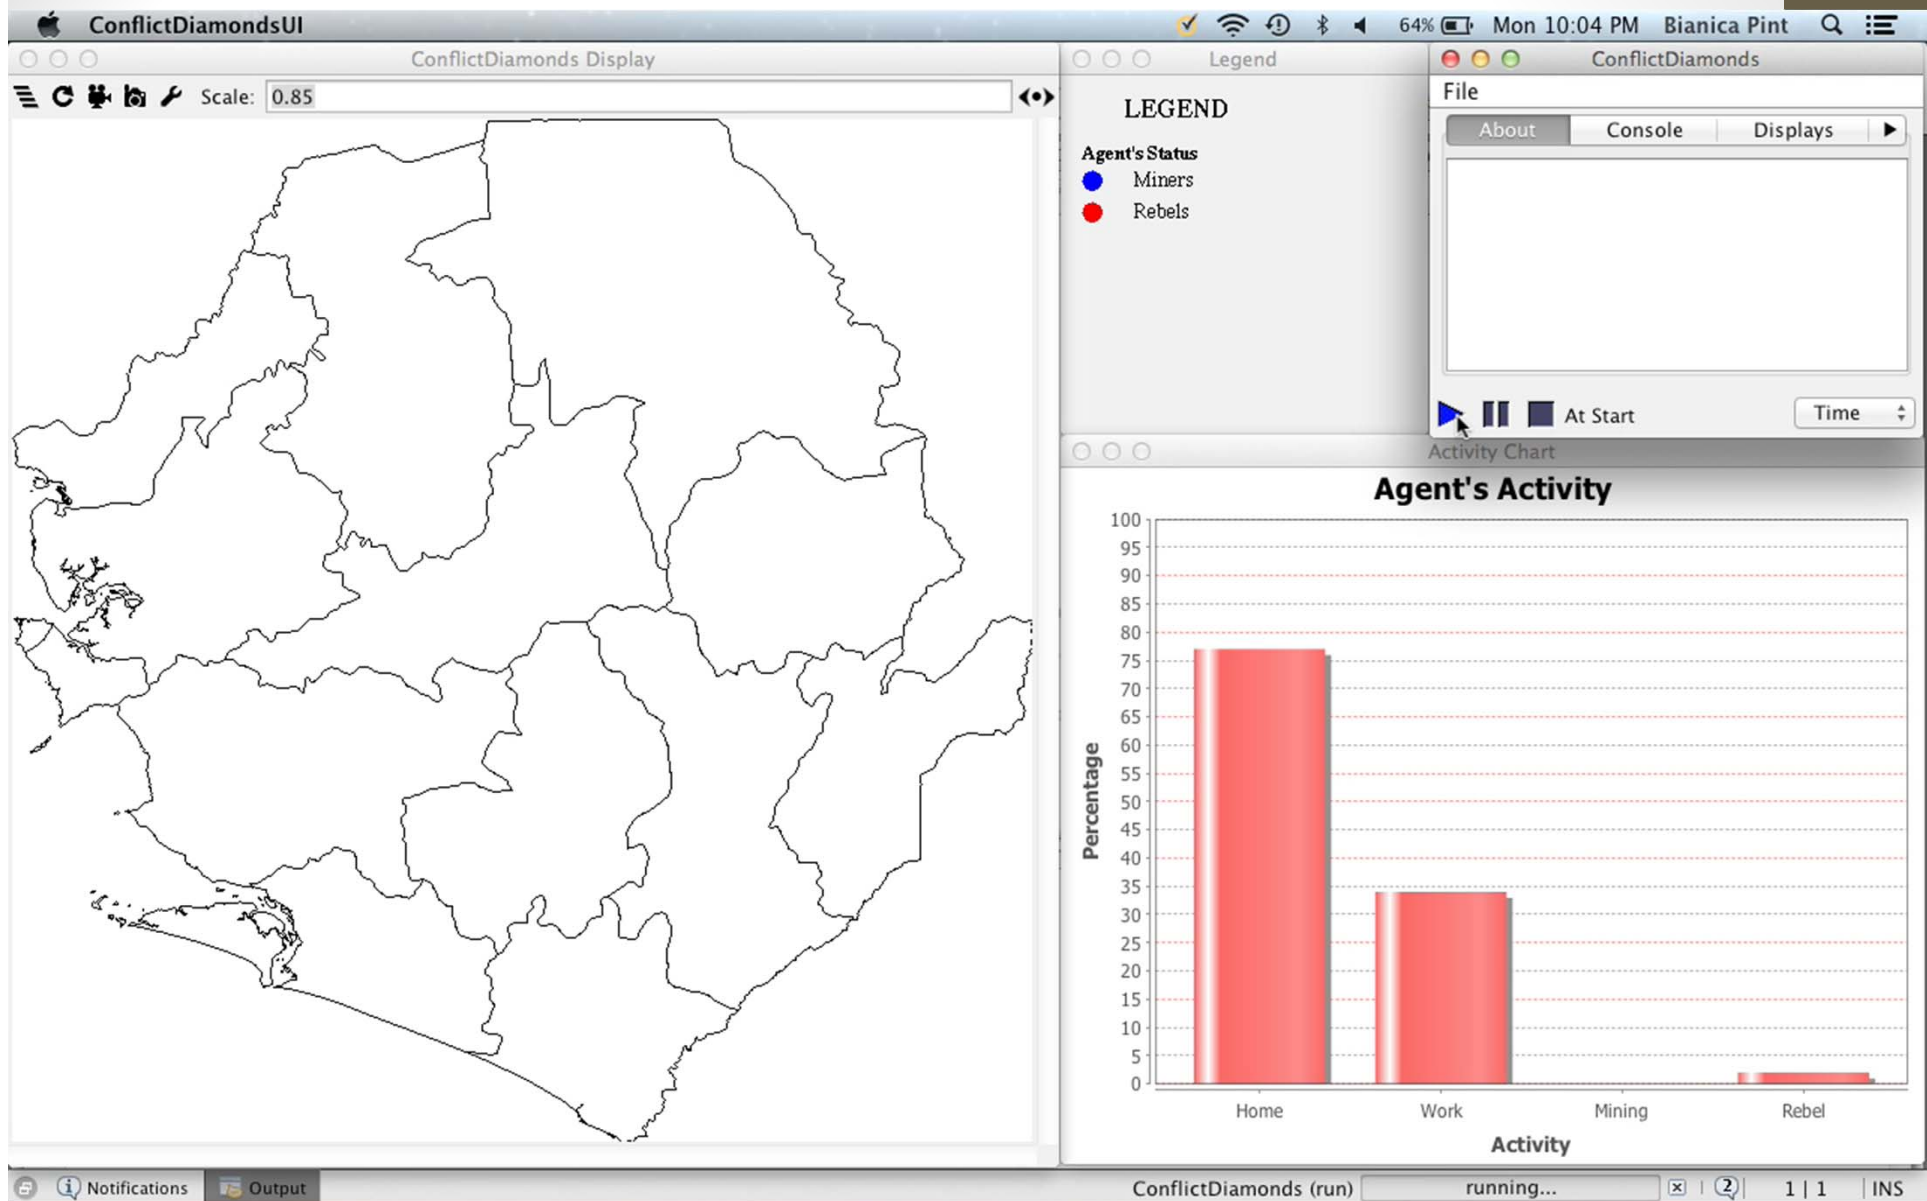 ConflictDiamondsUI
64% Mon 10:04 PM Bianica Pint
ConflictDiamonds Display
Scale: 0.85
Legend
LEGEND
Agent's Status
Miners
Rebels
ConflictDiamonds
File
About Console Displays
At Start Time
Activity Chart
Agent's Activity
100
95
90
85
80
75
70
65
60
55
50
45
40
35
30
25
20
15
10
5
0
Percentage
Home Work Mining Rebel
Activity
Notifications Output ConflictDiamonds (run) running... 2 1 | 1 INS